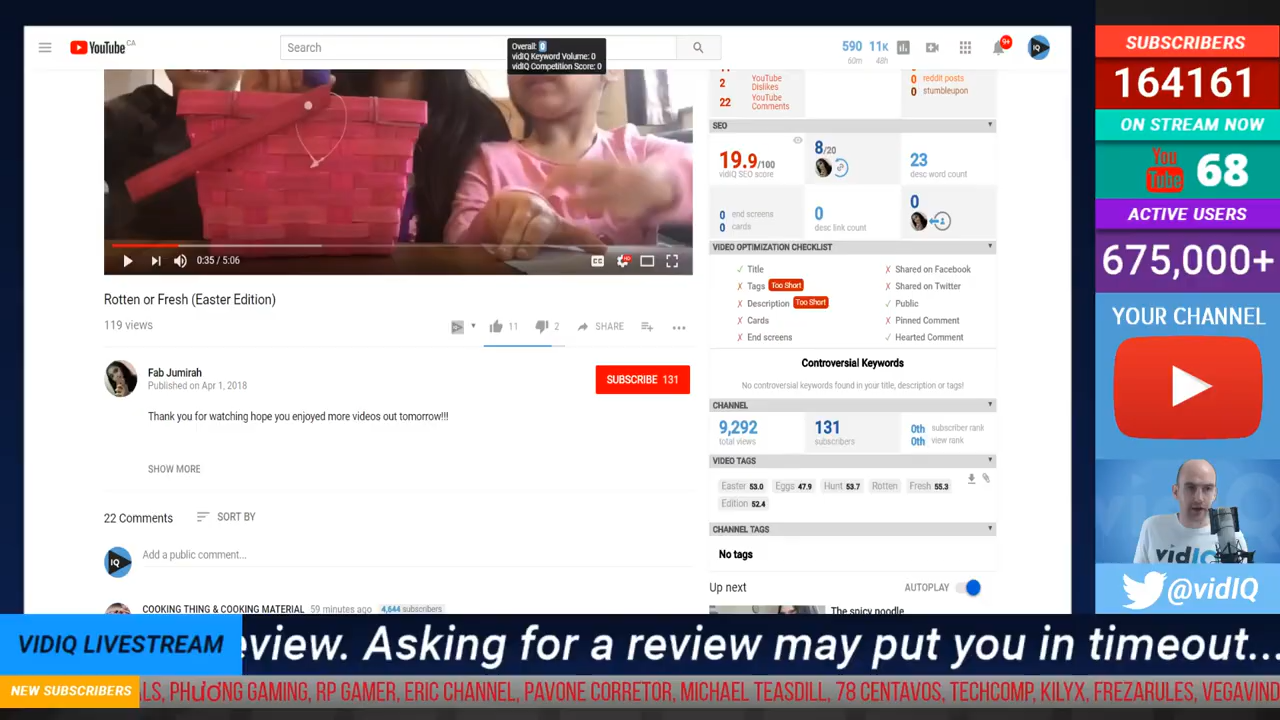 YouTube CA
Search
Overall: 0
vidIQ Keyword Volume: 0
vidIQ Competition Score: 0
590 11K
60m 48h
9+
IQ
2 YouTube Dislikes
22 YouTube Comments
0 reddit posts
0 stumbleupon
SEO
19.9/100
vidIQ SEO score
8/20
23
desc word count
0 end screens
0 cards
0
desc link count
0
VIDEO OPTIMIZATION CHECKLIST
Title
Tags Too Short
Description Too Short
Cards
End screens
Shared on Facebook
Shared on Twitter
Public
Pinned Comment
Hearted Comment
Controversial Keywords
No controversial keywords found in your title, description or tags!
CHANNEL
9,292
total views
131
subscribers
0th subscriber rank
0th view rank
VIDEO TAGS
Easter 53.0 Eggs 47.9 Hunt 53.7 Rotten Fresh 55.3
Edition 52.4
CHANNEL TAGS
No tags
Up next
AUTOPLAY
The spicy noodle
0:35 / 5:06
CC
HD
Rotten or Fresh (Easter Edition)
119 views
11
2
SHARE
Fab Jumirah
Published on Apr 1, 2018
SUBSCRIBE 131
Thank you for watching hope you enjoyed more videos out tomorrow!!!
SHOW MORE
22 Comments
SORT BY
IQ
Add a public comment...
COOKING THING & COOKING MATERIAL 59 minutes ago 4,644 subscribers
SUBSCRIBERS
164161
ON STREAM NOW
You Tube 68
ACTIVE USERS
675,000+
YOUR CHANNEL
vidIQ
@vidIQ
VIDIQ LIVESTREAM
eview. Asking for a review may put you in timeout...
NEW SUBSCRIBERS
ALS, PHƯƠNG GAMING, RP GAMER, ERIC CHANNEL, PAVONE CORRETOR, MICHAEL TEASDILL, 78 CENTAVOS, TECHCOMP, KILYX, FREZARULES, VEGAVIND